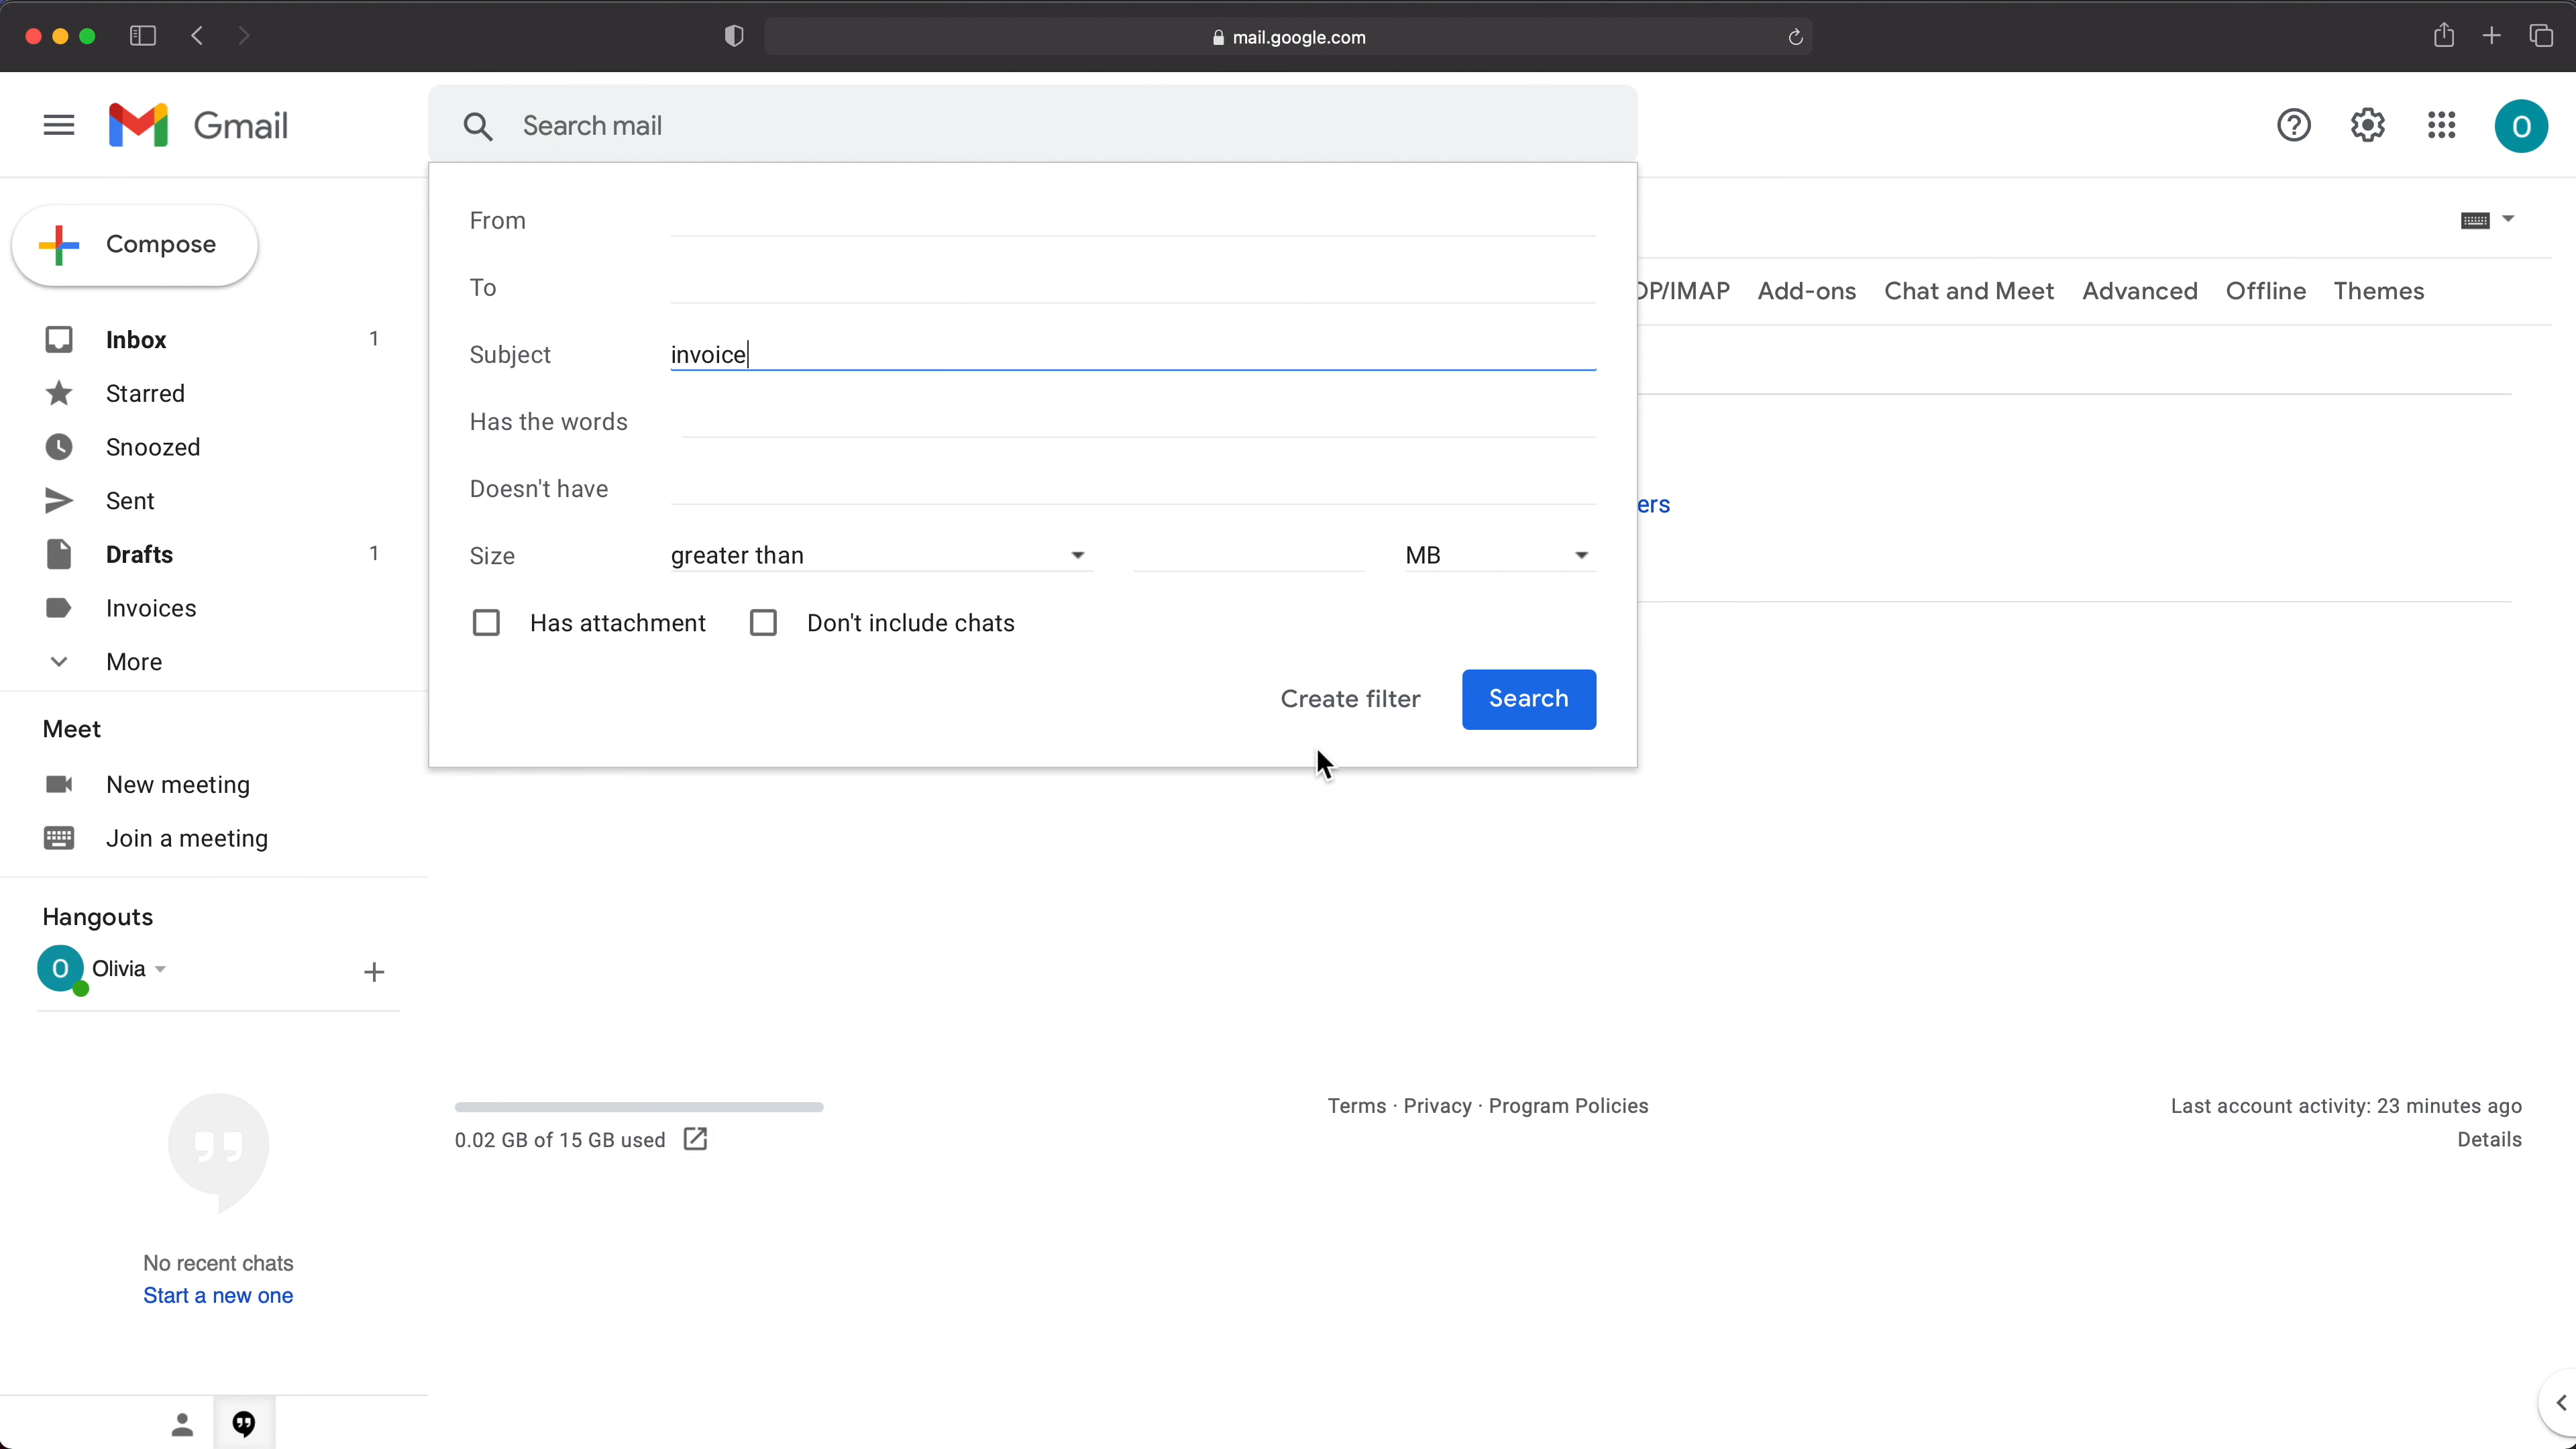 mail.google.com
Gmail
Search mail
O
Compose
Inbox 1
Starred
Snoozed
Sent
Drafts 1
Invoices
More
Meet
New meeting
Join a meeting
Hangouts
O Olivia
No recent chats
Start a new one
From
To
Subject invoice
Has the words
Doesn't have
Size greater than MB
Has attachment Don't include chats
Create filter Search
OP/IMAP Add-ons Chat and Meet Advanced Offline Themes
ers
0.02 GB of 15 GB used
Terms · Privacy · Program Policies
Last account activity: 23 minutes ago
Details